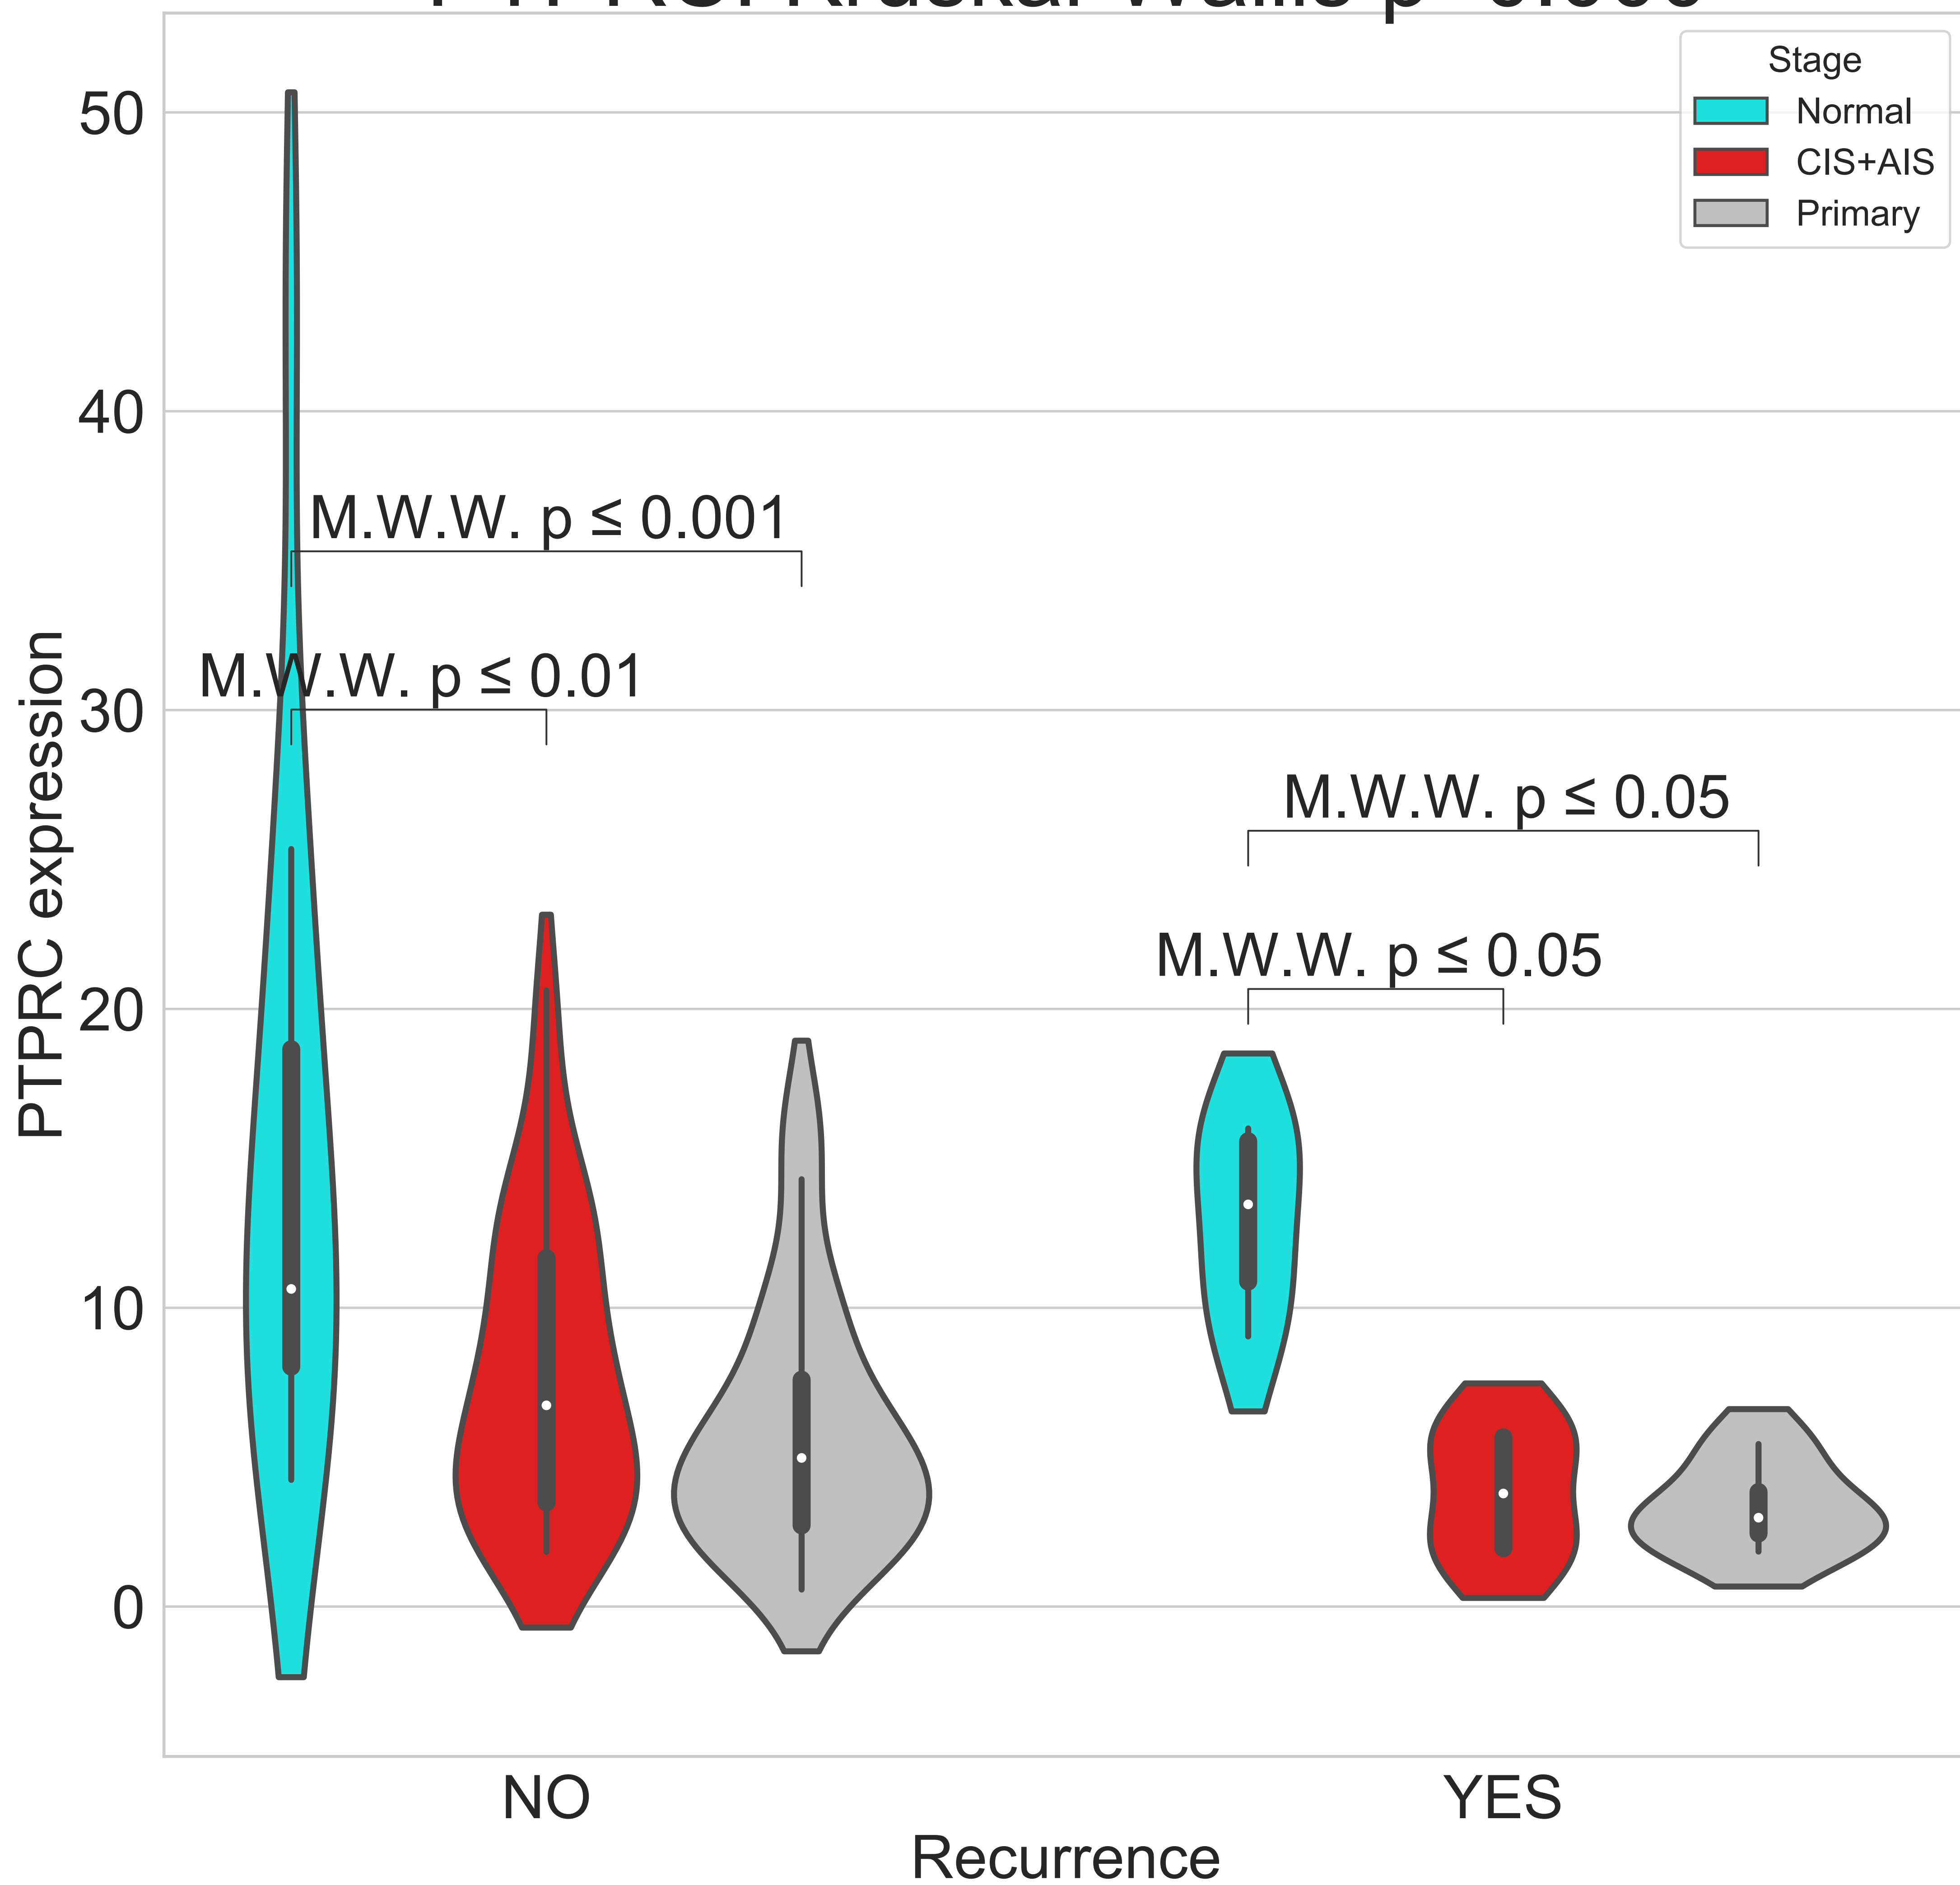 Stage
Normal
CIS+AIS
Primary
50
40
30
20
10
0
PTPRC expression
M.W.W. p ≤ 0.001
M.W.W. p ≤ 0.01
M.W.W. p ≤ 0.05
M.W.W. p ≤ 0.05
NO
YES
Recurrence